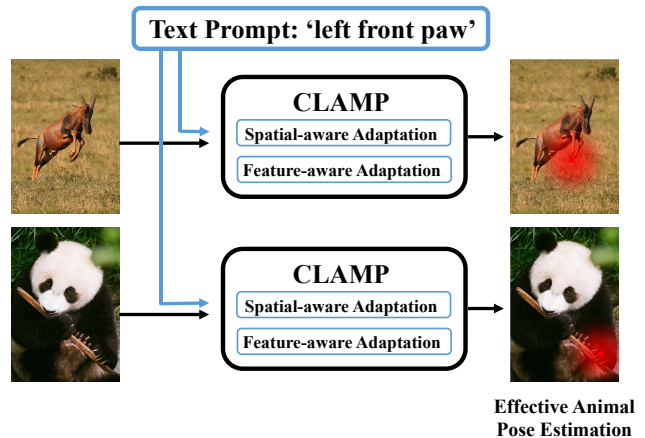 Text Prompt: ‘left front paw’
CLAMP
Spatial-aware Adaptation
Feature-aware Adaptation
CLAMP
Spatial-aware Adaptation
Feature-aware Adaptation
Effective Animal
Pose Estimation